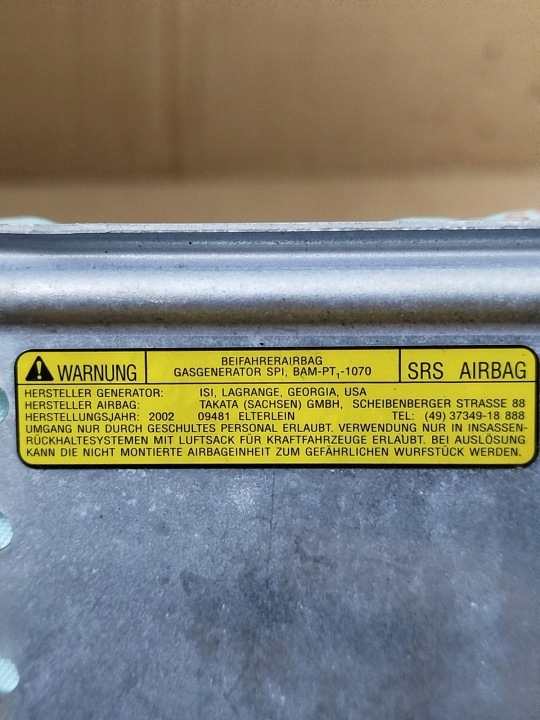 WARNUNG
BEIFAHRERAIRBAG
GASGENERATOR SPI, BAM-PT₁-1070
SRS AIRBAG
HERSTELLER GENERATOR: ISI, LAGRANGE, GEORGIA, USA
HERSTELLER AIRBAG: TAKATA (SACHSEN) GMBH, SCHEIBENBERGER STRASSE 88
HERSTELLUNGSJAHR: 2002 09481 ELTERLEIN TEL: (49) 37349-18 888
UMGANG NUR DURCH GESCHULTES PERSONAL ERLAUBT. VERWENDUNG NUR IN INSASSEN-
RÜCKHALTESYSTEMEN MIT LUFTSACK FÜR KRAFTFAHRZEUGE ERLAUBT. BEI AUSLÖSUNG
KANN DIE NICHT MONTIERTE AIRBAGEINHEIT ZUM GEFÄHRLICHEN WURFSTÜCK WERDEN.